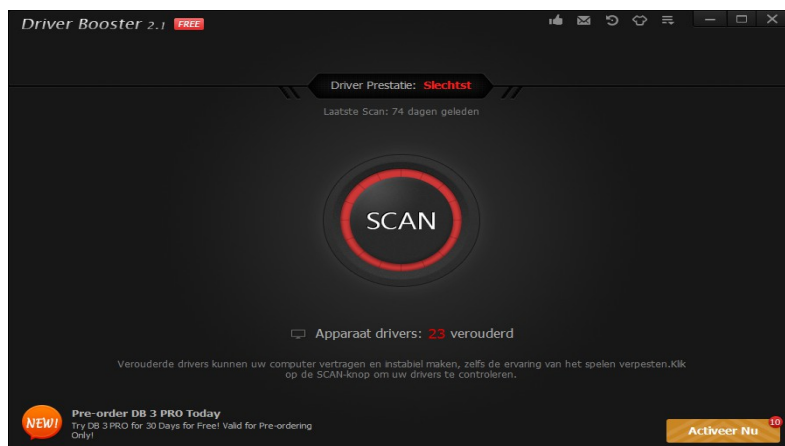 Driver Booster 2.1 FREE
Driver Prestatie: Slechtst
Laatste Scan: 74 dagen geleden
SCAN
Apparaat drivers: 23 verouderd
Verouderde drivers kunnen uw computer vertragen en instabiel maken, zelfs de ervaring van het spelen verpesten.Klik
op de SCAN-knop om uw drivers te controleren.
NEW!
Pre-order DB 3 PRO Today
Try DB 3 PRO for 30 Days for Free! Valid for Pre-ordering
Only!
Activeer Nu
10